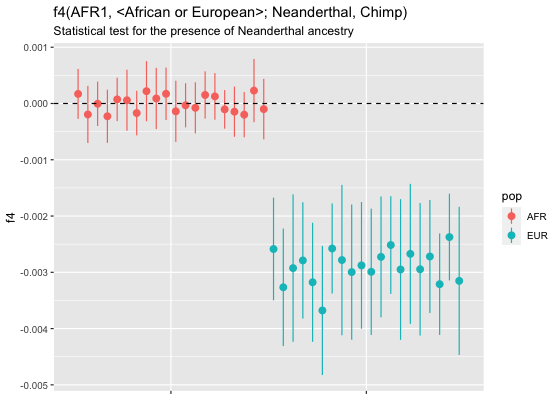 f4(AFR1, <African or European>; Neanderthal, Chimp)
Statistical test for the presence of Neanderthal ancestry
0.001
0.000
-0.001
-0.002
-0.003
-0.004
-0.005
f4
pop
AFR
EUR